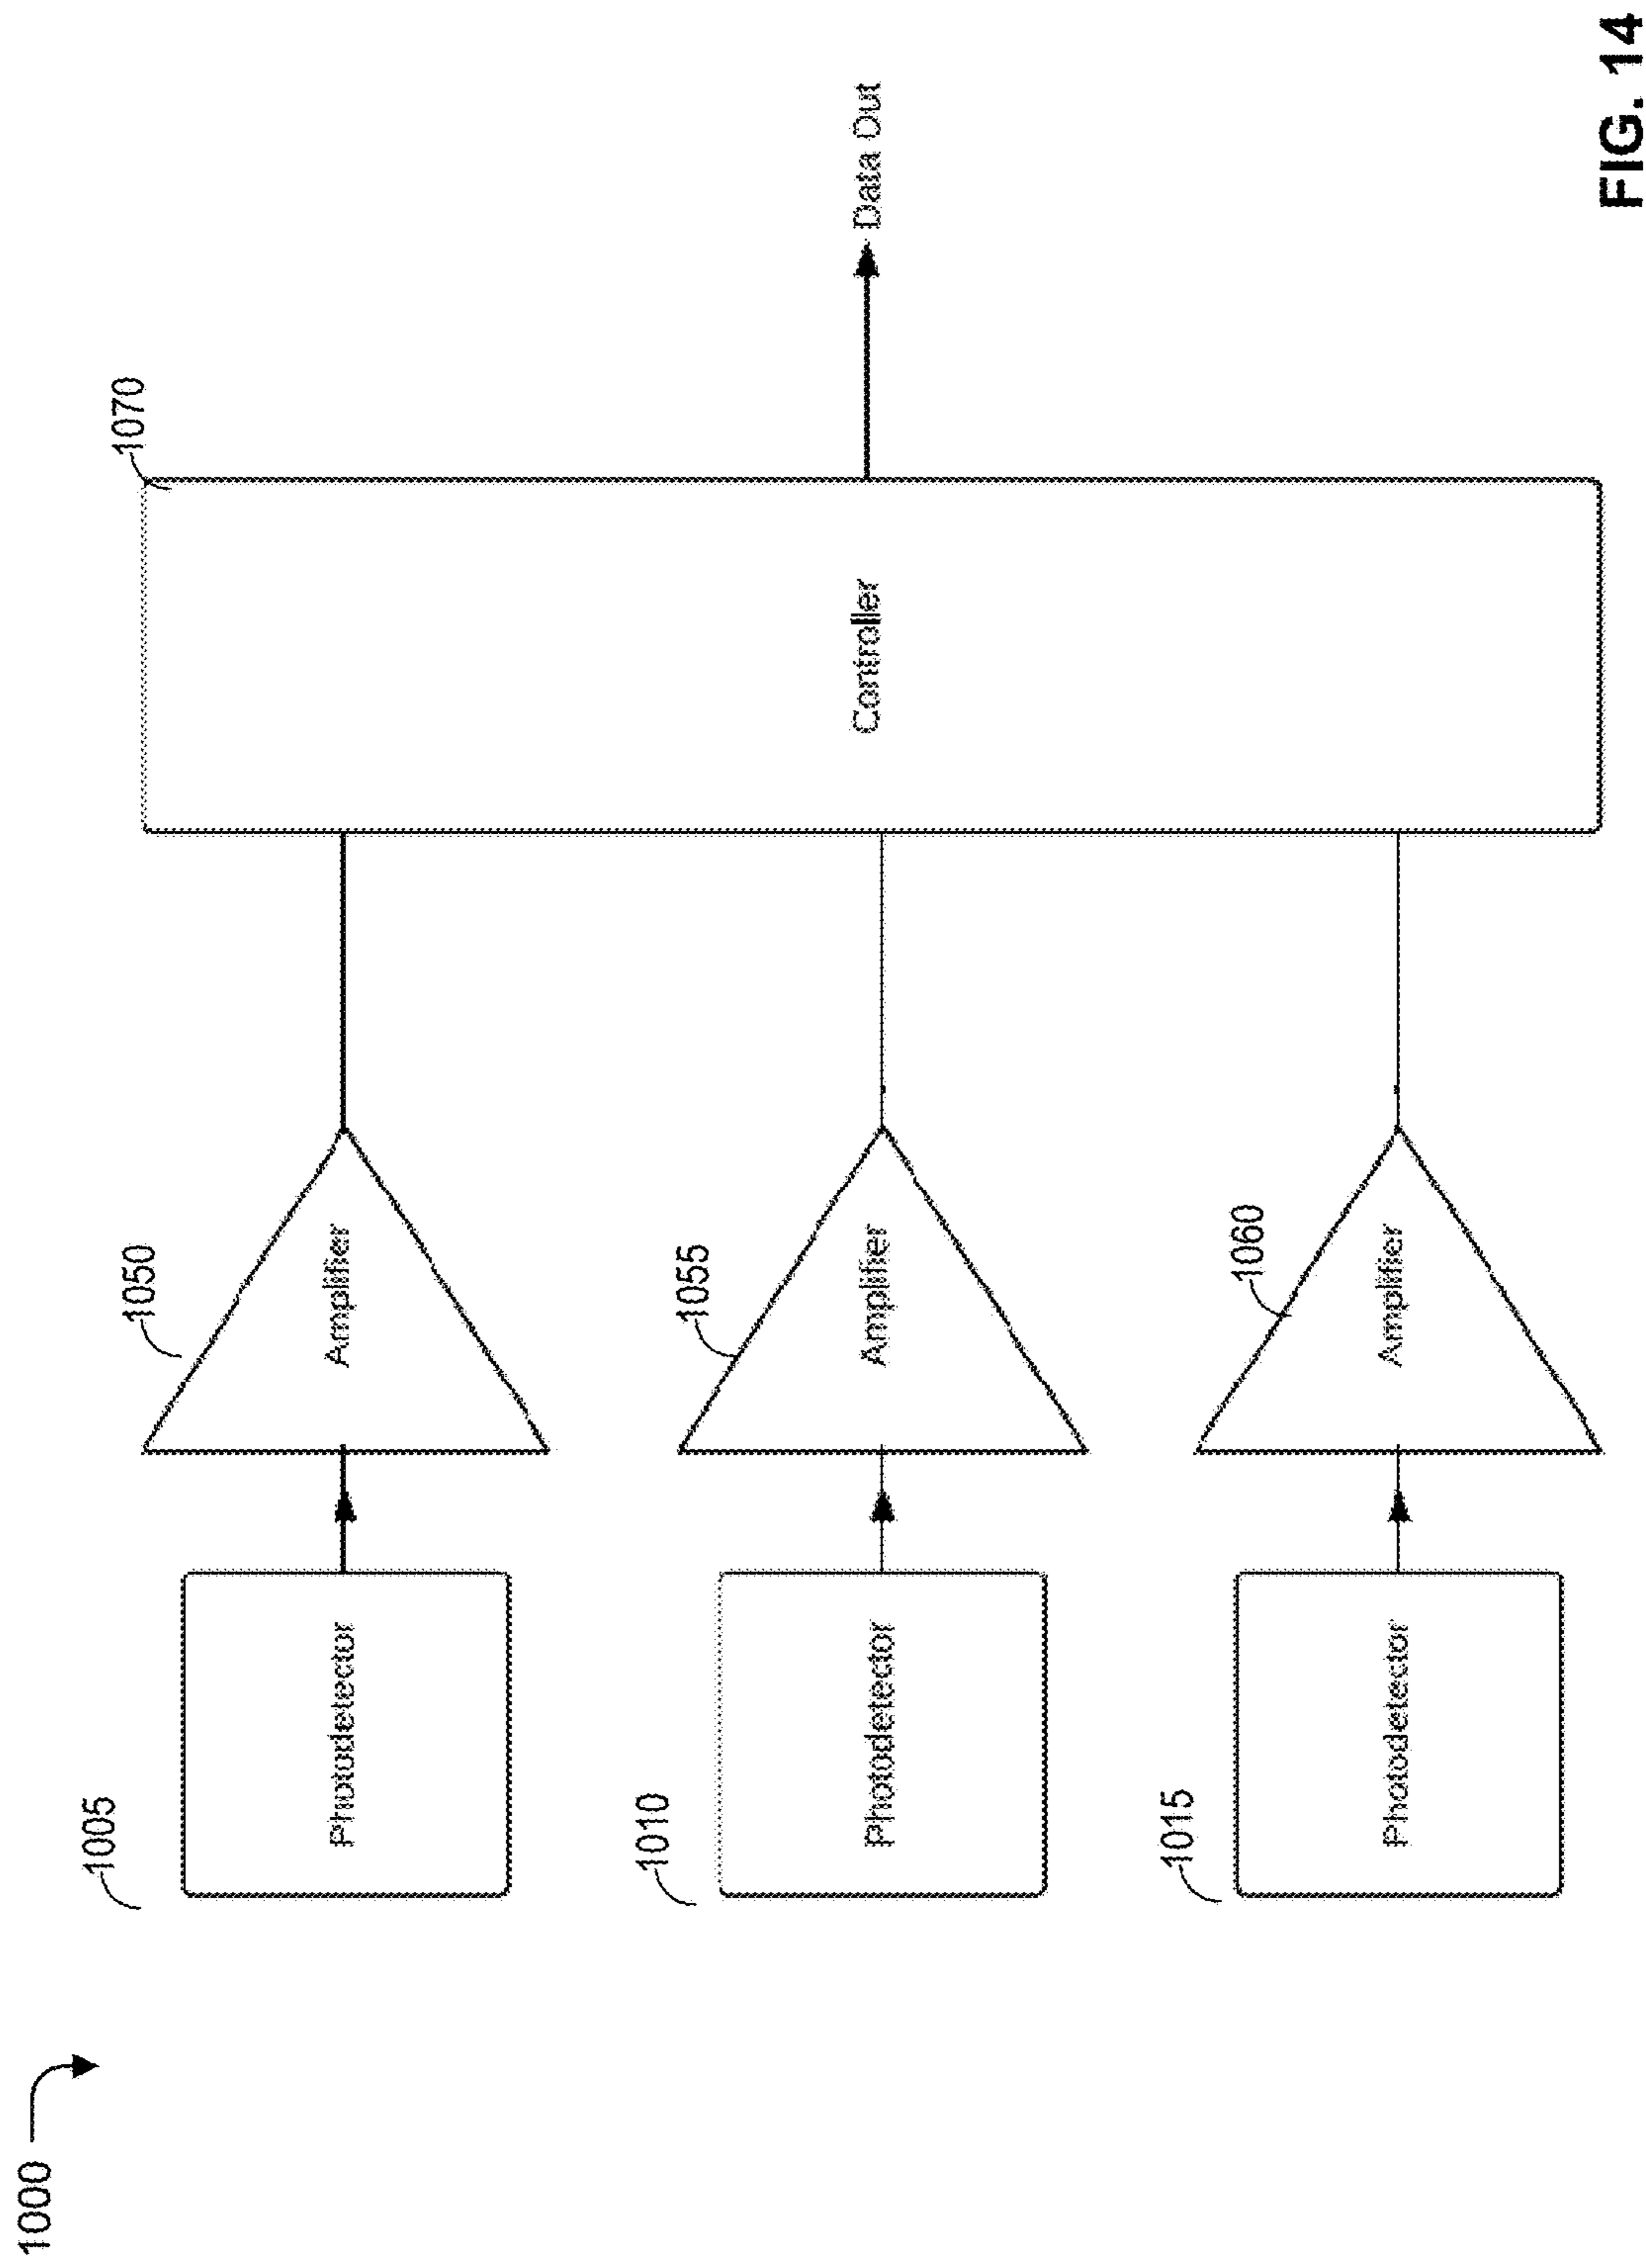 1000
1005
Photodetector
1050
Amplifier
1070
Controller
Data Out
1010
Photodetector
1055
Amplifier
1015
Photodetector
1060
Amplifier
FIG. 14